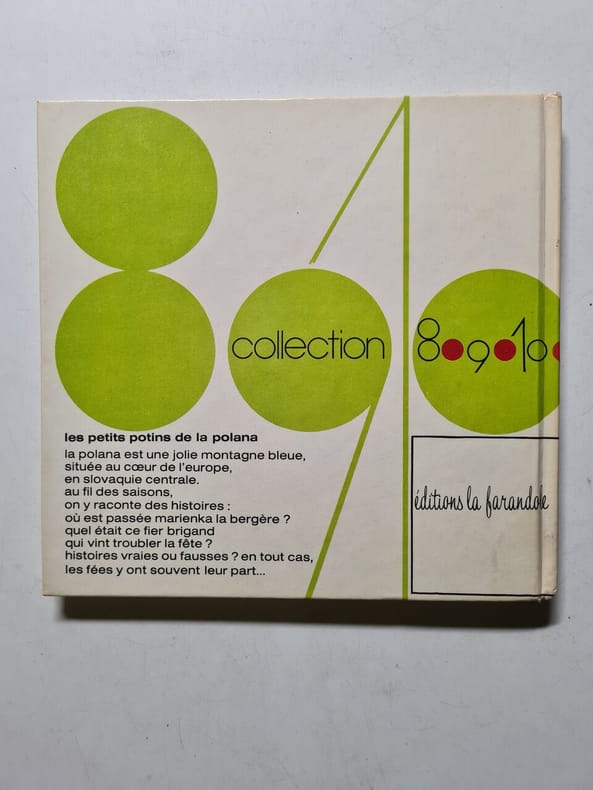 8 9 10
collection 8 • 9 • 10 •
les petits potins de la polana
la polana est une jolie montagne bleue,
située au cœur de l'europe,
en slovaquie centrale.
au fil des saisons,
on y raconte des histoires :
où est passée marienka la bergère ?
quel était ce fier brigand
qui vint troubler la fête ?
histoires vraies ou fausses ? en tout cas,
les fées y ont souvent leur part...
éditions la farandole